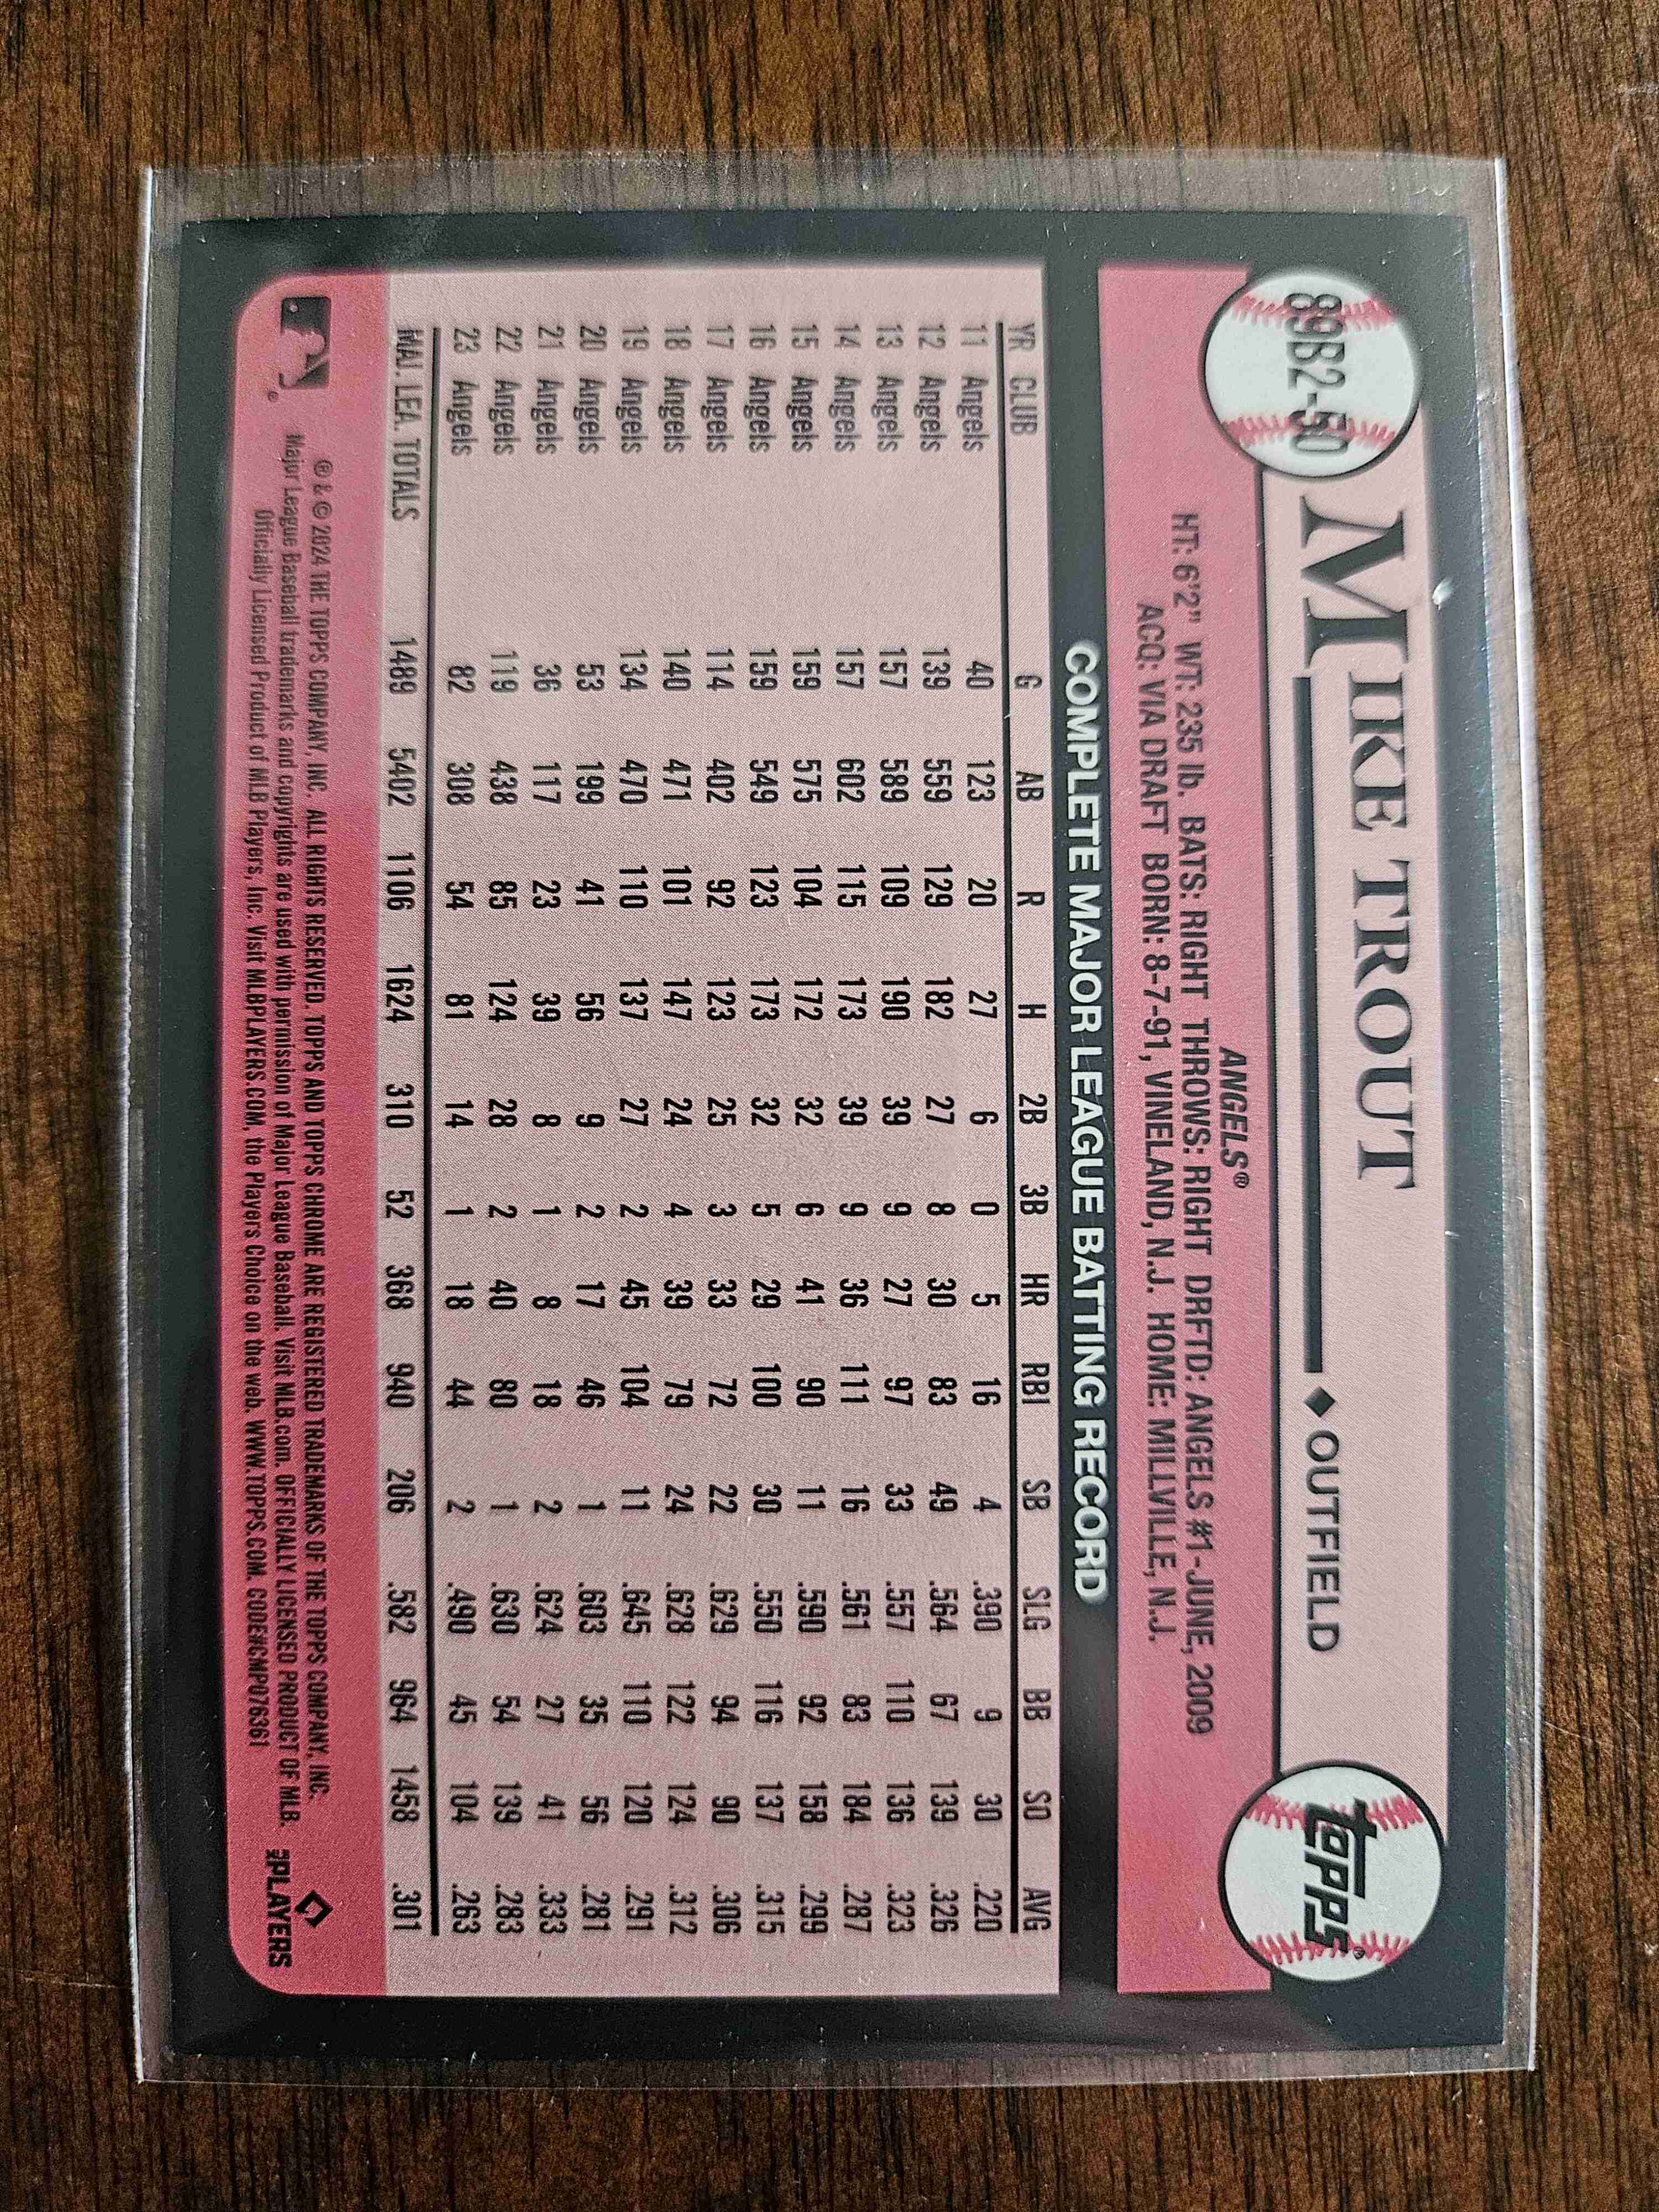 89B2-50
MIKE TROUT
◆ OUTFIELD
topps®
ANGELS®
HT: 6'2" WT: 235 lb. BATS: RIGHT THROWS: RIGHT DRFTD: ANGELS #1-JUNE, 2009
ACQ: VIA DRAFT BORN: 8-7-91, VINELAND, N.J. HOME: MILLVILLE, N.J.
COMPLETE MAJOR LEAGUE BATTING RECORD
YR CLUB G AB R H 2B 3B HR RBI SB SLG BB SO AVG
11 Angels 40 123 20 27 6 0 5 16 4 .390 9 30 .220
12 Angels 139 559 129 182 27 8 30 83 49 .564 67 139 .326
13 Angels 157 589 109 190 39 9 27 97 33 .557 110 136 .323
14 Angels 157 602 115 173 39 9 36 111 16 .561 83 184 .287
15 Angels 159 575 104 172 32 6 41 90 11 .590 92 158 .299
16 Angels 159 549 123 173 32 5 29 100 30 .550 116 137 .315
17 Angels 114 402 92 123 25 3 33 72 22 .629 94 90 .306
18 Angels 140 471 101 147 24 4 39 79 24 .628 122 124 .312
19 Angels 134 470 110 137 27 2 45 104 11 .645 110 120 .291
20 Angels 53 199 41 56 9 2 17 46 1 .603 35 56 .281
21 Angels 36 117 23 39 8 1 8 18 2 .624 27 41 .333
22 Angels 119 438 85 124 28 2 40 80 1 .630 54 139 .283
23 Angels 82 308 54 81 14 1 18 44 2 .490 45 104 .263
MAJ. LEA. TOTALS 1489 5402 1106 1624 310 52 368 940 206 .582 964 1458 .301
® & © 2024 THE TOPPS COMPANY, INC. ALL RIGHTS RESERVED. TOPPS AND TOPPS CHROME ARE REGISTERED TRADEMARKS OF THE TOPPS COMPANY, INC.
Major League Baseball trademarks and copyrights are used with permission of Major League Baseball. Visit MLB.com. OFFICIALLY LICENSED PRODUCT OF MLB.
Officially Licensed Product of MLB Players, Inc. Visit MLBPLAYERS.COM, the Players Choice on the web. WWW.TOPPS.COM. CODE#CMP076361
MLB PLAYERS